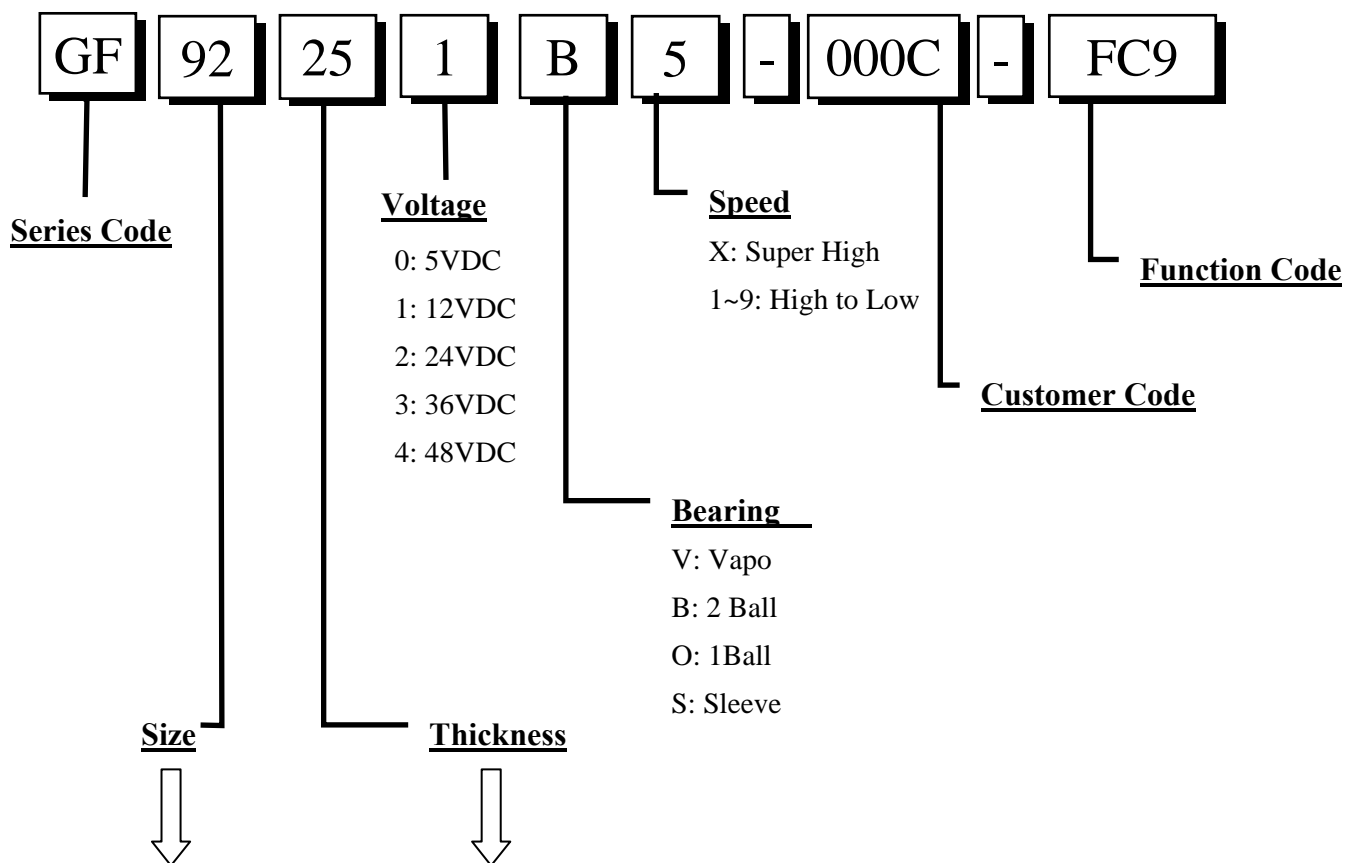 GF 92 25 1 B 5 - 000C - FC9
Series Code
Voltage
0: 5VDC
1: 12VDC
2: 24VDC
3: 36VDC
4: 48VDC
Speed
X: Super High
1~9: High to Low
Function Code
Customer Code
Bearing
V: Vapo
B: 2 Ball
O: 1Ball
S: Sleeve
Size
Thickness